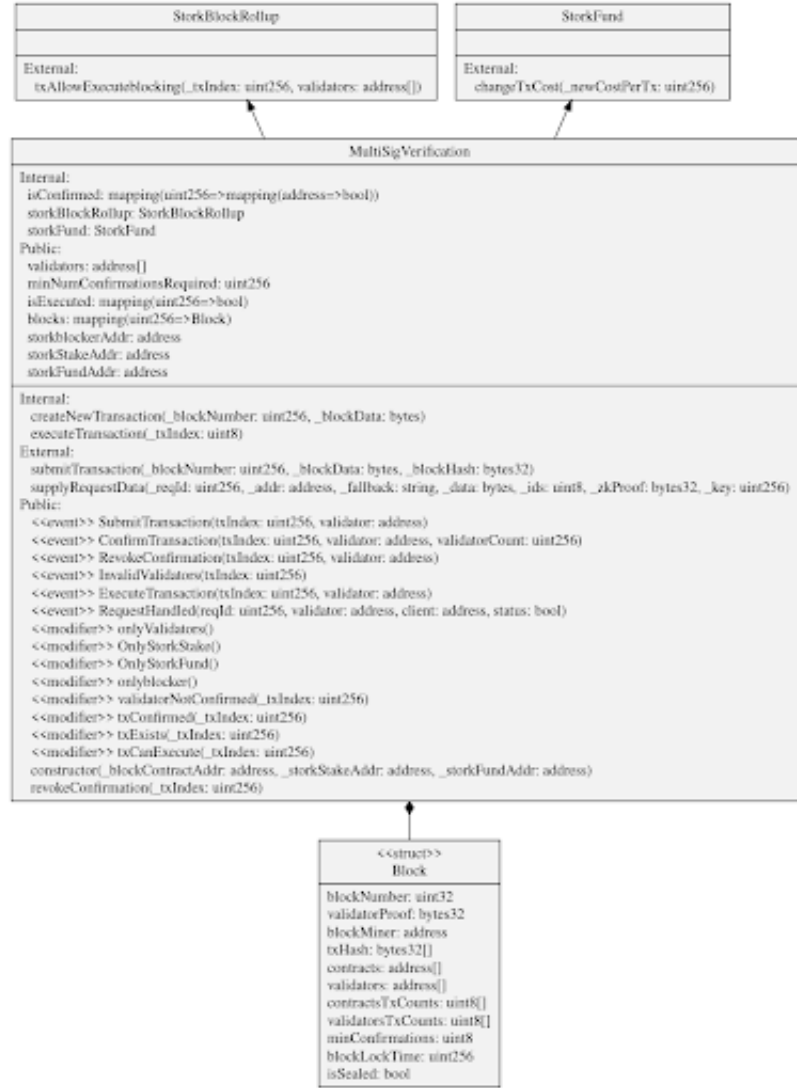 StorkBlockRollup
External:
txAllowExecuteblocking(_txIndex: uint256, validators: address[])
StorkFund
External:
changeTxCost(_newCostPerTx: uint256)
MultiSigVerification
Internal:
isConfirmed: mapping(uint256=>mapping(address=>bool))
storkBlockRollup: StorkBlockRollup
storkFund: StorkFund
Public:
validators: address[]
minNumConfirmationsRequired: uint256
isExecuted: mapping(uint256=>bool)
blocks: mapping(uint256=>Block)
storkblockerAddr: address
storkStakeAddr: address
storkFundAddr: address
Internal:
createNewTransaction(_blockNumber: uint256, _blockData: bytes)
executeTransaction(_txIndex: uint8)
External:
submitTransaction(_blockNumber: uint256, _blockData: bytes, _blockHash: bytes32)
supplyRequestData(_reqId: uint256, _addr: address, _fallback: string, _data: bytes, _ids: uint8, _zkProof: bytes32, _key: uint256)
Public:
<<event>> SubmitTransaction(txIndex: uint256, validator: address)
<<event>> ConfirmTransaction(txIndex: uint256, validator: address, validatorCount: uint256)
<<event>> RevokeConfirmation(txIndex: uint256, validator: address)
<<event>> InvalidValidators(txIndex: uint256)
<<event>> ExecuteTransaction(txIndex: uint256, validator: address)
<<event>> RequestHandled(reqId: uint256, validator: address, client: address, status: bool)
<<modifier>> onlyValidators()
<<modifier>> OnlyStorkStake()
<<modifier>> OnlyStorkFund()
<<modifier>> onlyblocker()
<<modifier>> validatorNotConfirmed(_txIndex: uint256)
<<modifier>> txConfirmed(_txIndex: uint256)
<<modifier>> txExists(_txIndex: uint256)
<<modifier>> txCanExecute(_txIndex: uint256)
constructor(_blockContractAddr: address, _storkStakeAddr: address, _storkFundAddr: address)
revokeConfirmation(_txIndex: uint256)
<<struct>>
Block
blockNumber: uint32
validatorProof: bytes32
blockMiner: address
txHash: bytes32[]
contracts: address[]
validators: address[]
contractsTxCounts: uint8[]
validatorsTxCounts: uint8[]
minConfirmations: uint8
blockLockTime: uint256
isSealed: bool